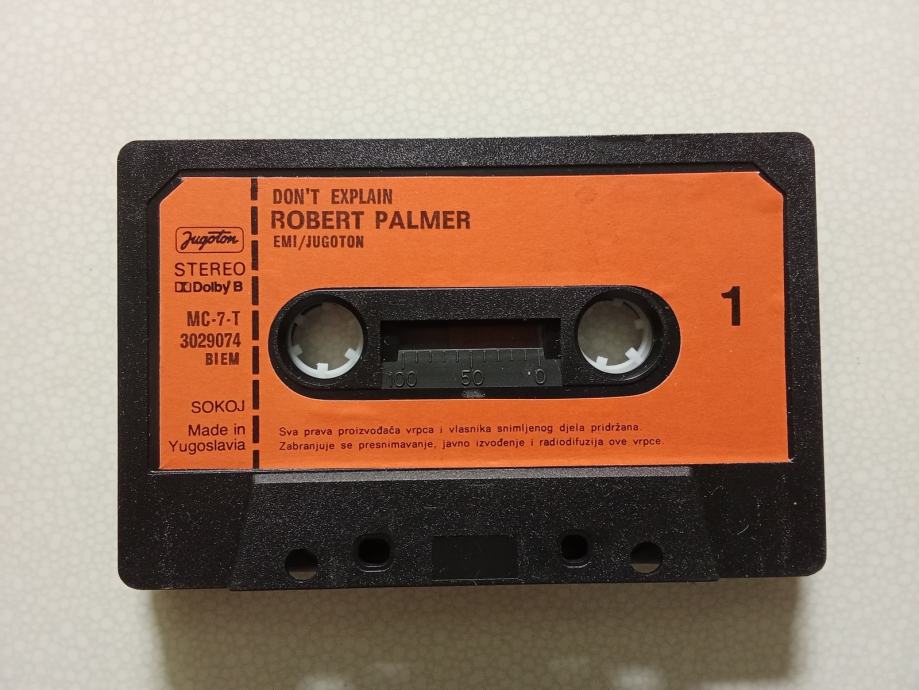 DON'T EXPLAIN
ROBERT PALMER
EMI/JUGOTON
Jugoton
STEREO
Dolby B
MC-7-T
3029074
BIEM
SOKOJ
Made in
Yugoslavia
1
100 50 0
Sva prava proizvođača vrpca i vlasnika snimljenog djela pridržana.
Zabranjuje se presnimavanje, javno izvođenje i radiodifuzija ove vrpce.